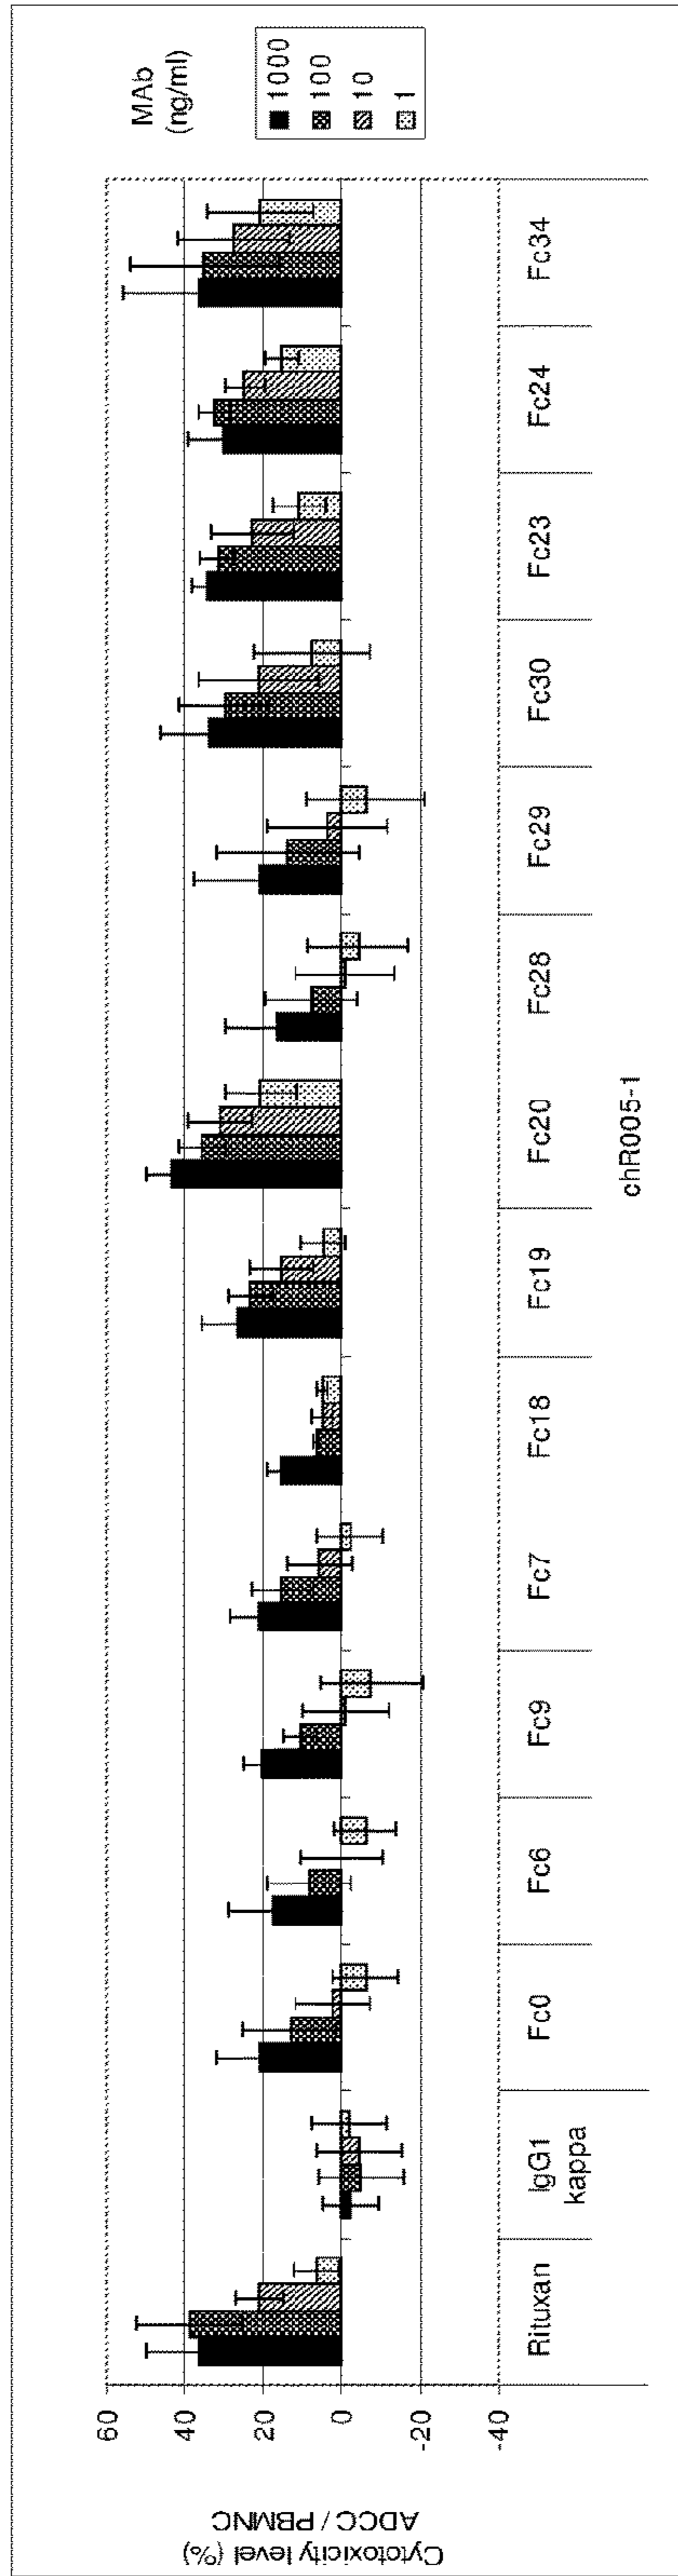 Cytotoxicity level (%)
ADCC / PBMNC
60
40
20
0
-20
-40
Rituxan
IgG1
kappa
Fc0
Fc6
Fc9
Fc7
Fc18
Fc19
Fc20
Fc28
Fc29
Fc30
Fc23
Fc24
Fc34
chR005-1
MAb
(ng/ml)
1000
100
10
1